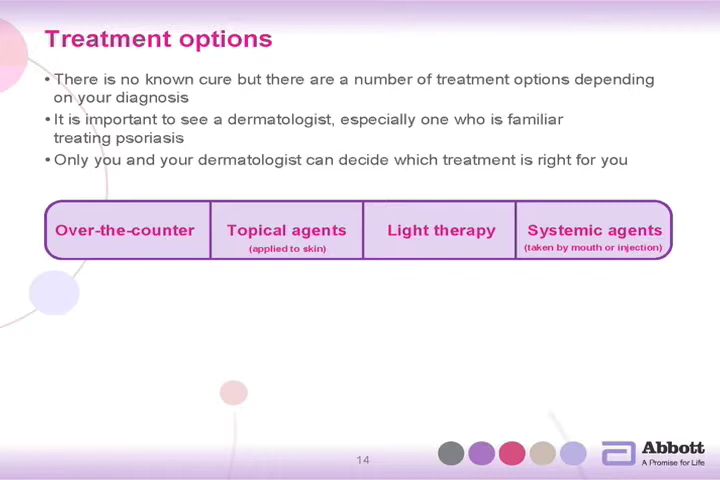 Treatment options
• There is no known cure but there are a number of treatment options depending
on your diagnosis
• It is important to see a dermatologist, especially one who is familiar
treating psoriasis
• Only you and your dermatologist can decide which treatment is right for you
Over-the-counter
Topical agents
(applied to skin)
Light therapy
Systemic agents
(taken by mouth or injection)
14
Abbott
A Promise for Life